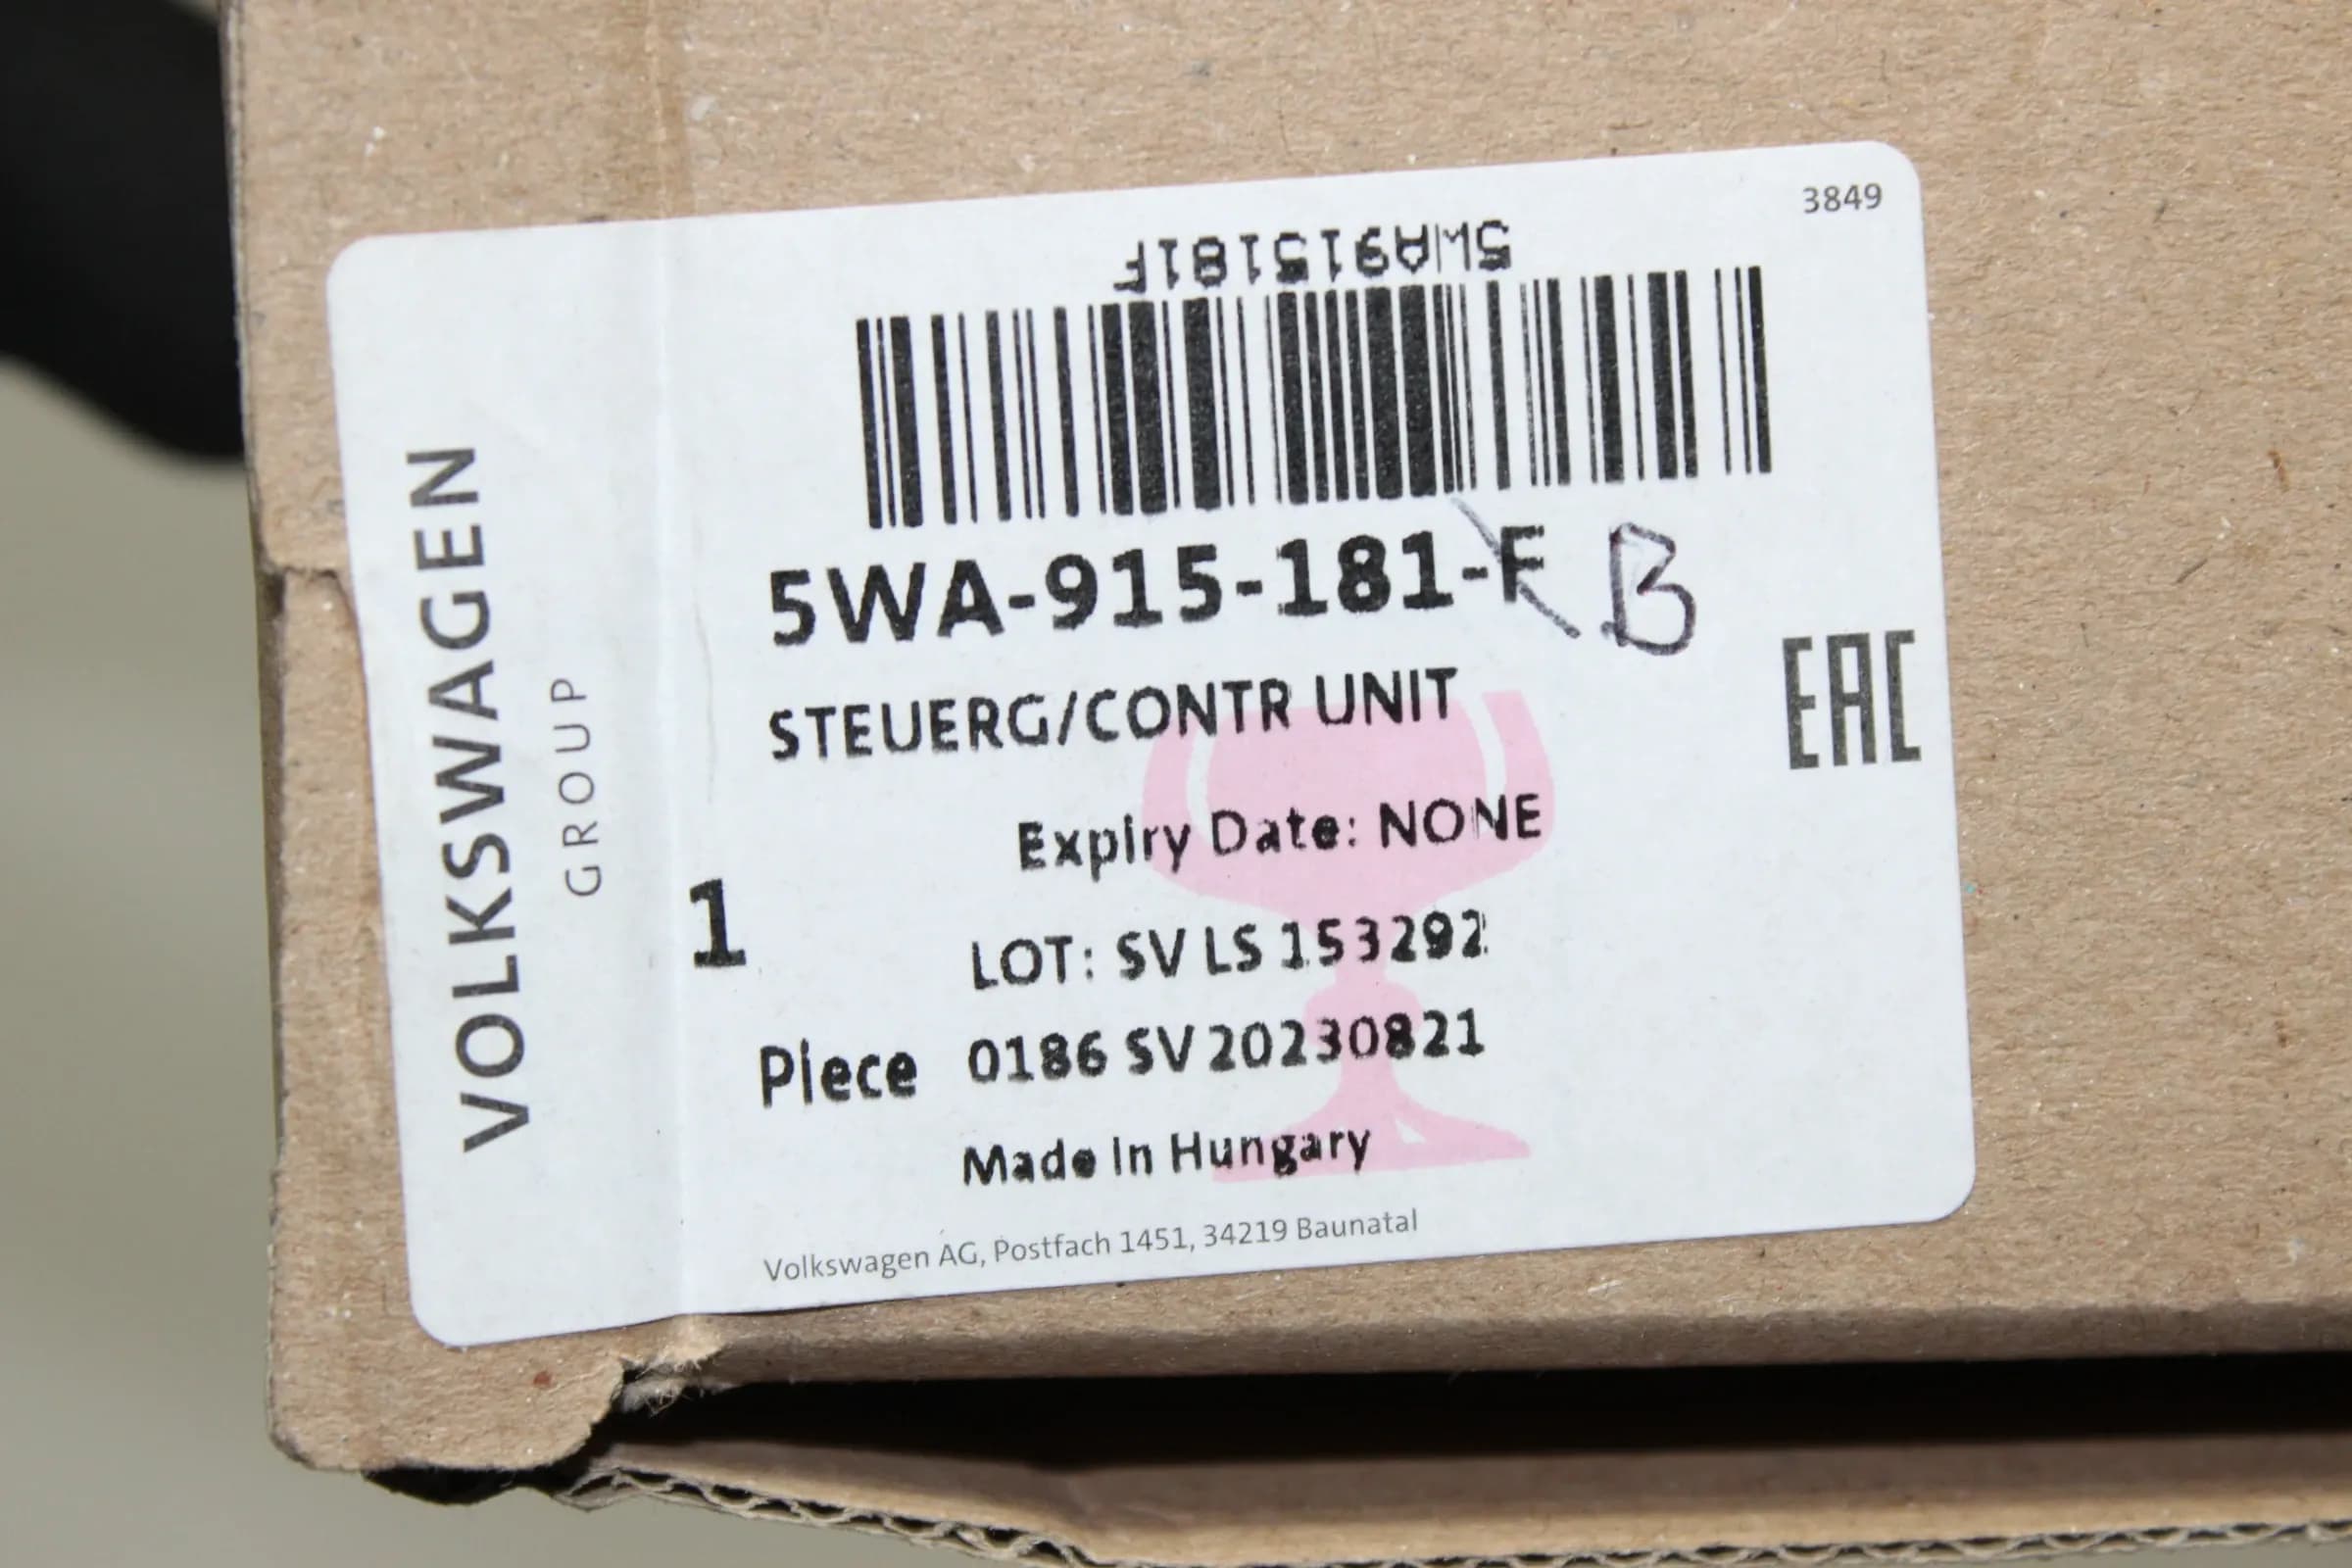 3849
5WA915181F
5WA-915-181-F B
STEUERG/CONTR UNIT
EAC
Expiry Date: NONE
1
LOT: SV LS 153292
Piece 0186 SV 20230821
Made in Hungary
Volkswagen AG, Postfach 1451, 34219 Baunatal
VOLKSWAGEN
GROUP